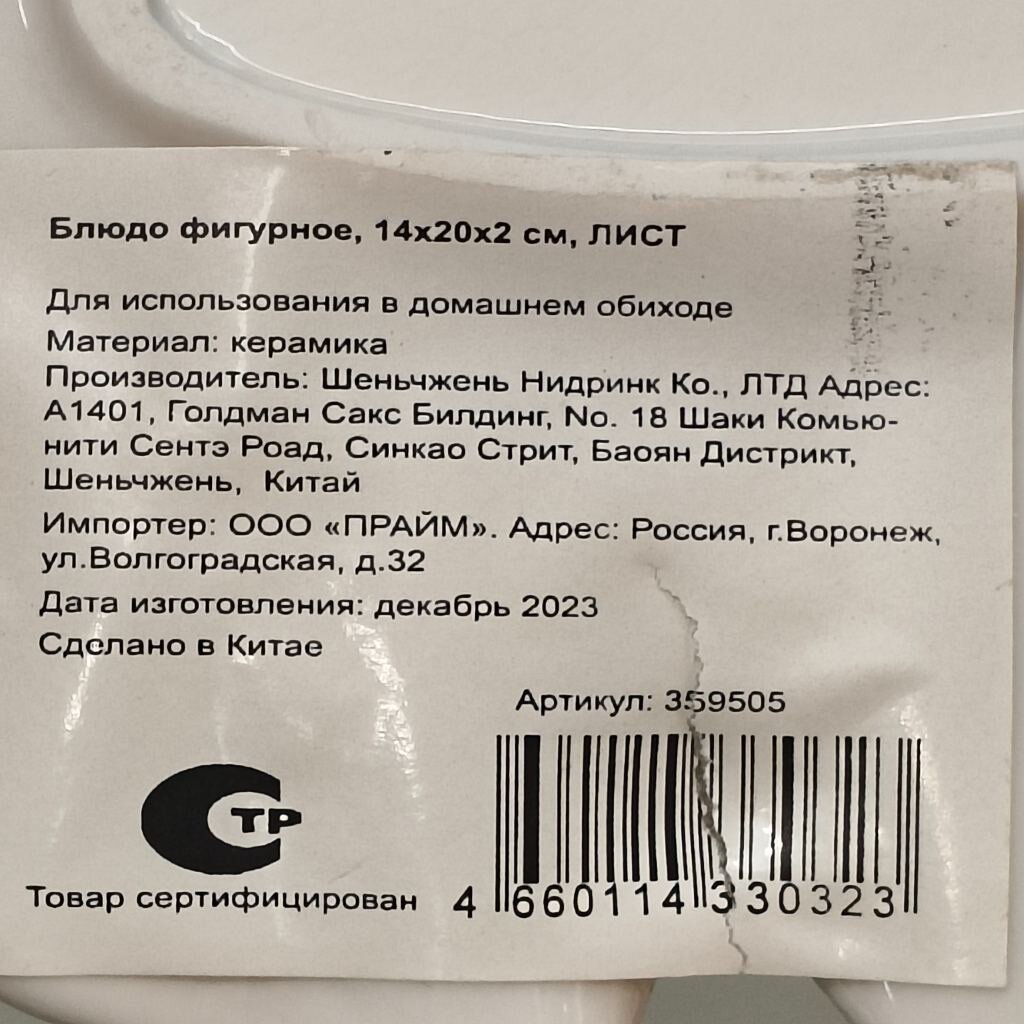 Блюдо фигурное, 14х20х2 см, ЛИСТ
Для использования в домашнем обиходе
Материал: керамика
Производитель: Шеньчжень Нидринк Ко., ЛТД Адрес:
А1401, Голдман Сакс Билдинг, No. 18 Шаки Комью-
нити Сентэ Роад, Синкао Стрит, Баоян Дистрикт,
Шеньчжень, Китай
Импортер: ООО «ПРАЙМ». Адрес: Россия, г.Воронеж,
ул.Волгоградская, д.32
Дата изготовления: декабрь 2023
Сделано в Китае
Артикул: 359505
СТР
Товар сертифицирован
4 660114 330323